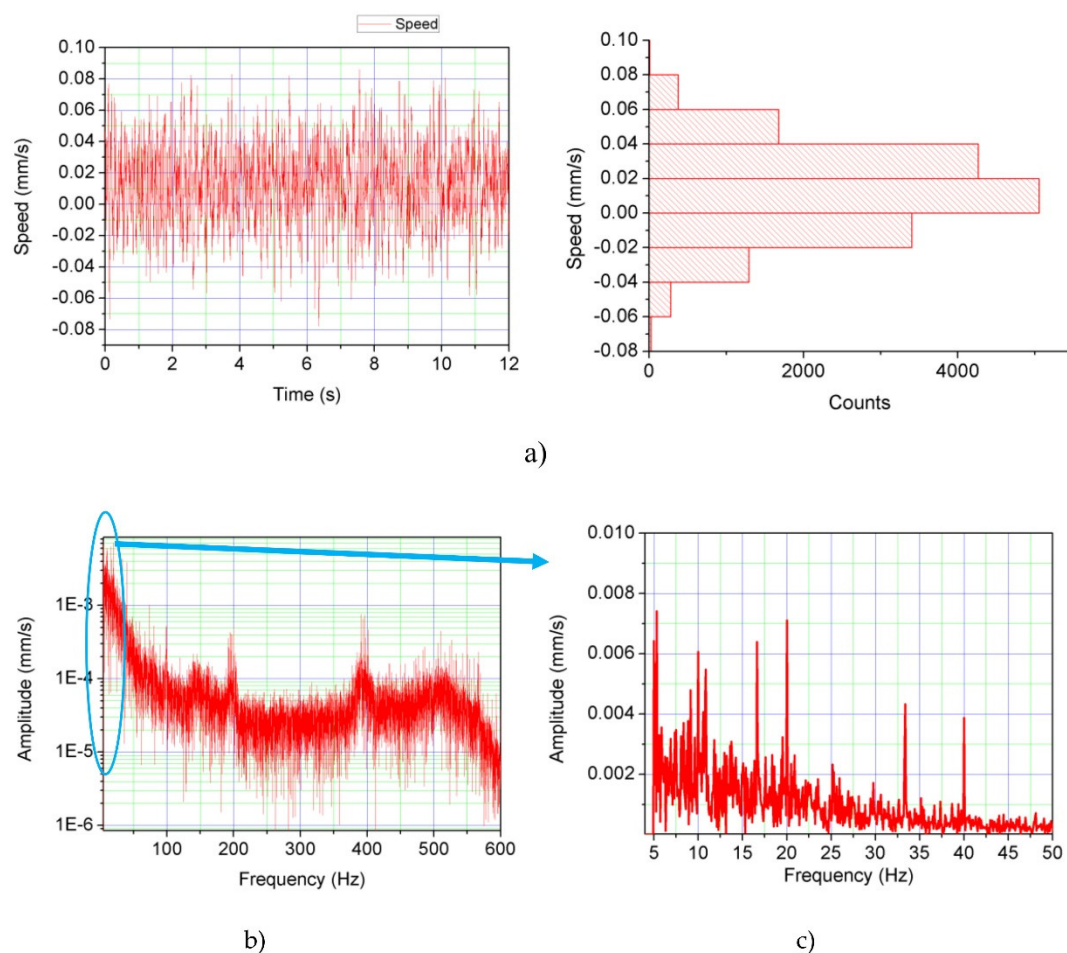 Speed
0.10
0.08
0.06
0.04
0.02
0.00
-0.02
-0.04
-0.06
-0.08
Speed (mm/s)
0 2 4 6 8 10 12
Time (s)
0.10
0.08
0.06
0.04
0.02
0.00
-0.02
-0.04
-0.06
-0.08
Speed (mm/s)
0 2000 4000
Counts
a)
1E-3
1E-4
1E-5
1E-6
Amplitude (mm/s)
100 200 300 400 500 600
Frequency (Hz)
0.010
0.008
0.006
0.004
0.002
Amplitude (mm/s)
5 10 15 20 25 30 35 40 45 50
Frequency (Hz)
b) c)